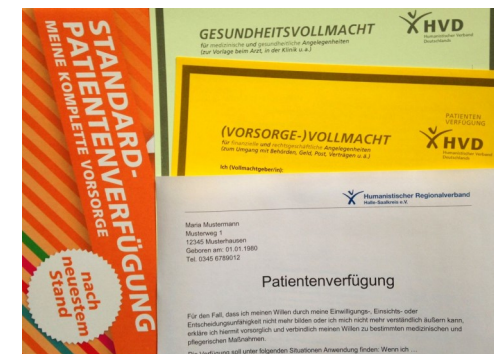 STANDARD-
PATIENTENVERFÜGUNG
MEINE KOMPLETTE VORSORGE
nach
neuestem
Stand
GESUNDHEITSVOLLMACHT
für medizinische und gesundheitliche Angelegenheiten
(zur Vorlage beim Arzt, in der Klinik u.a.)
HVD
Humanistischer Verband
Deutschlands
(VORSORGE-)VOLLMACHT
für finanzielle und rechtsgeschäftliche Angelegenheiten
(zum Umgang mit Behörden, Geld, Post, Verträgen u.a.)
Ich (Vollmachtgeber/in):
PATIENTEN
VERFÜGUNG
HVD
Humanistischer Verband
Deutschlands
Humanistischer Regionalverband
Halle-Saalkreis e.V.
Maria Mustermann
Musterweg 1
12345 Musterhausen
Geboren am: 01.01.1980
Tel. 0345 6789012
Patientenverfügung
Für den Fall, dass ich meinen Willen durch meine Einwilligungs-, Einsichts- oder
Entscheidungsunfähigkeit nicht mehr bilden oder ich mich nicht mehr verständlich äußern kann,
erkläre ich hiermit vorsorglich und verbindlich meinen Willen zu bestimmten medizinischen und
pflegerischen Maßnahmen.
Die Verfügung soll unter folgenden Situationen Anwendung finden: Wenn ich ...